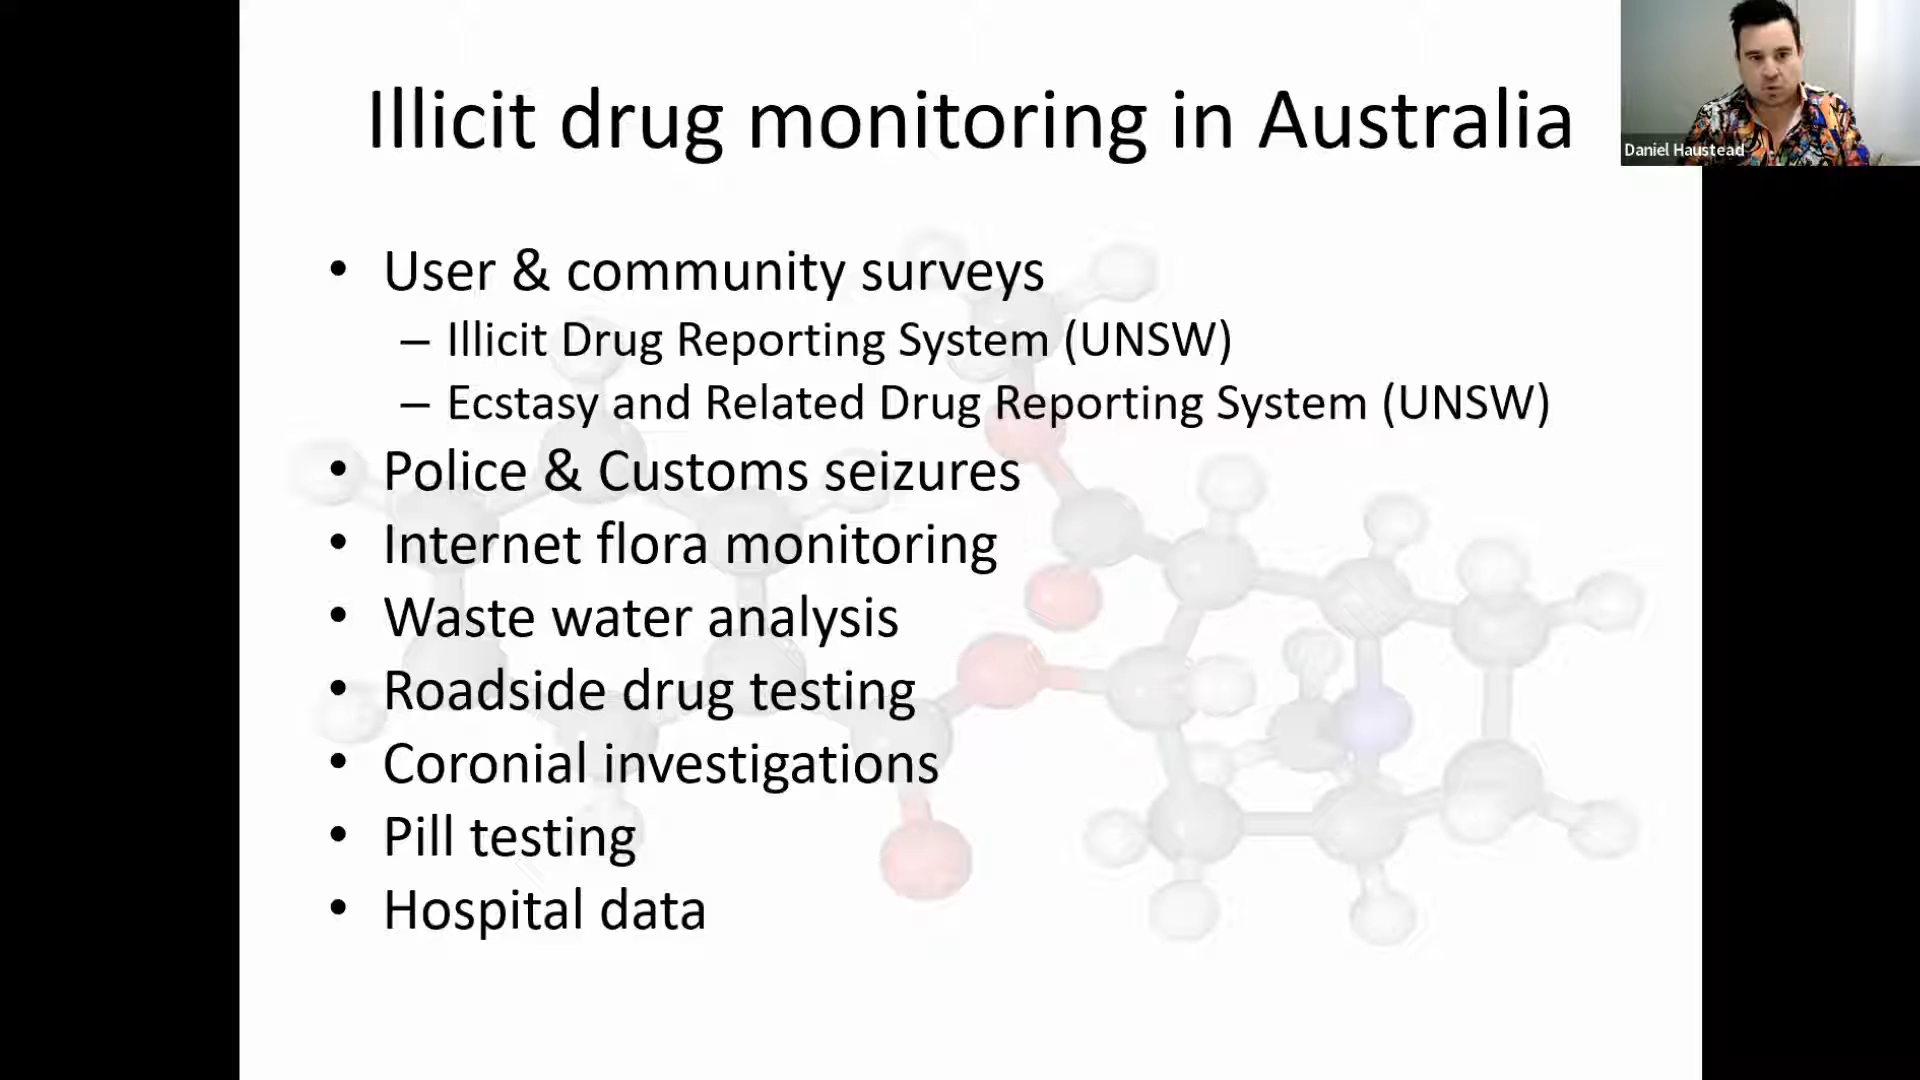 Illicit drug monitoring in Australia
Daniel Haustead
• User & community surveys
– Illicit Drug Reporting System (UNSW)
– Ecstasy and Related Drug Reporting System (UNSW)
• Police & Customs seizures
• Internet flora monitoring
• Waste water analysis
• Roadside drug testing
• Coronial investigations
• Pill testing
• Hospital data